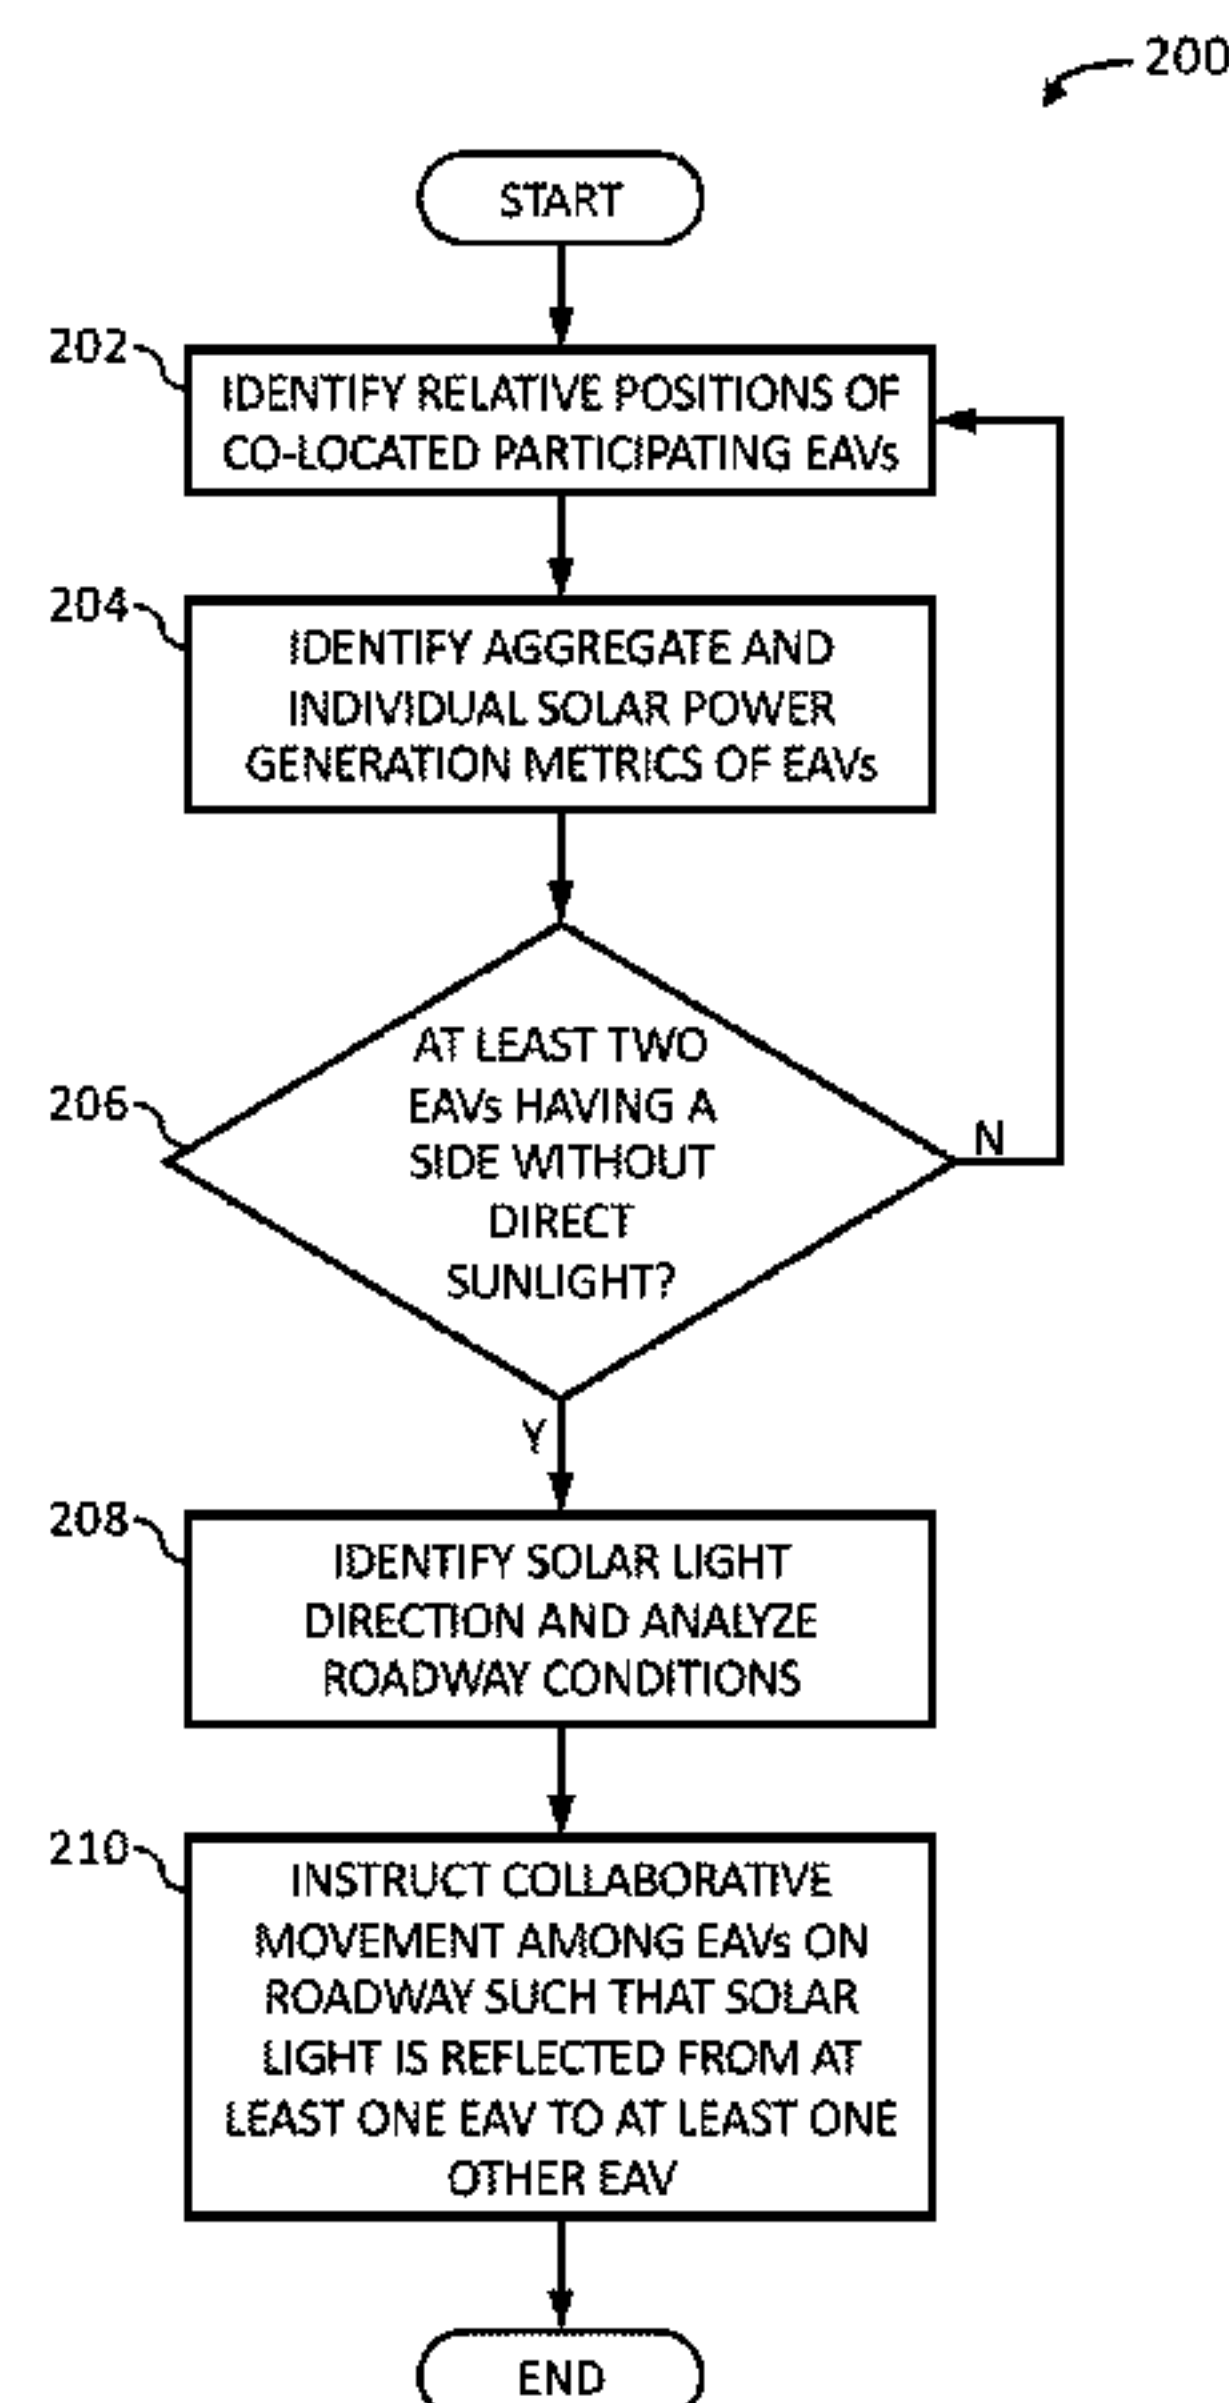 200
START
202
IDENTIFY RELATIVE POSITIONS OF
CO-LOCATED PARTICIPATING EAVs
204
IDENTIFY AGGREGATE AND
INDIVIDUAL SOLAR POWER
GENERATION METRICS OF EAVs
206
AT LEAST TWO
EAVs HAVING A
SIDE WITHOUT
DIRECT
SUNLIGHT?
N
Y
208
IDENTIFY SOLAR LIGHT
DIRECTION AND ANALYZE
ROADWAY CONDITIONS
210
INSTRUCT COLLABORATIVE
MOVEMENT AMONG EAVs ON
ROADWAY SUCH THAT SOLAR
LIGHT IS REFLECTED FROM AT
LEAST ONE EAV TO AT LEAST ONE
OTHER EAV
END